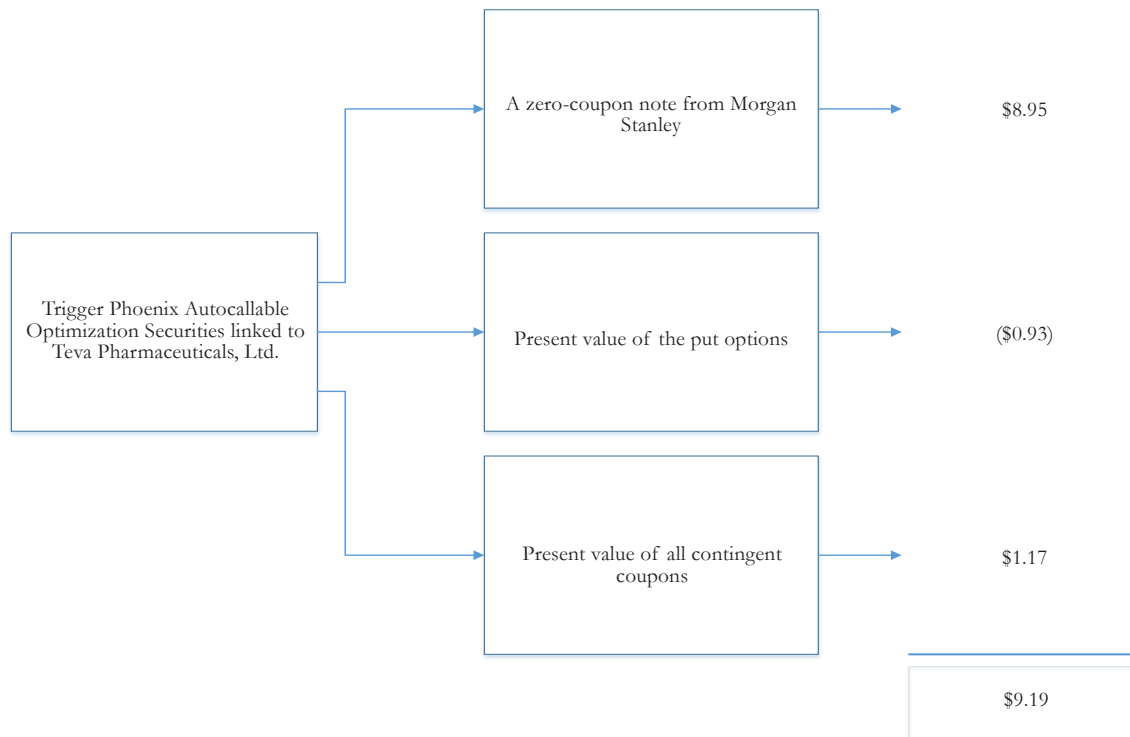 A zero-coupon note from Morgan
Stanley
$8.95
Trigger Phoenix Autocallable
Optimization Securities linked to
Teva Pharmaceuticals, Ltd.
Present value of the put options
($0.93)
Present value of all contingent
coupons
$1.17
$9.19